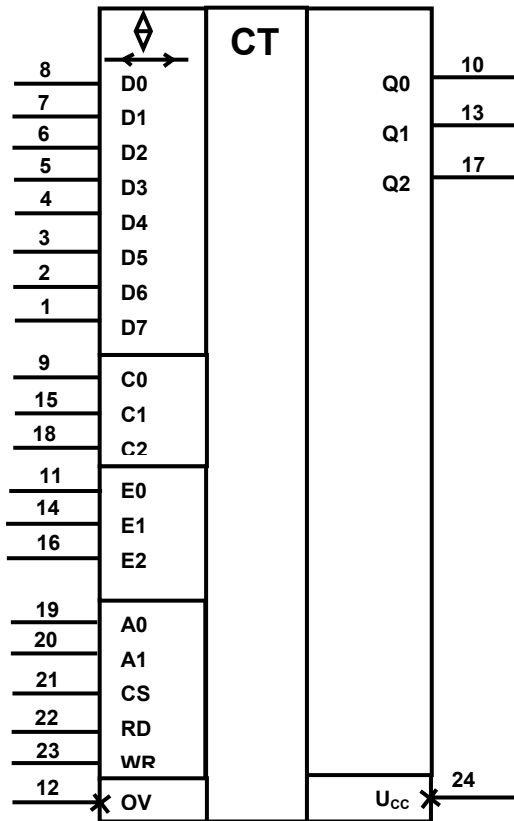 CT
8 D0 Q0 10
7 D1 Q1 13
6 D2 Q2 17
5 D3
4 D4
3 D5
2 D6
1 D7
9 C0
15 C1
18 C2
11 E0
14 E1
16 E2
19 A0
20 A1
21 CS
22 RD
23 WR
12 OV UCC 24